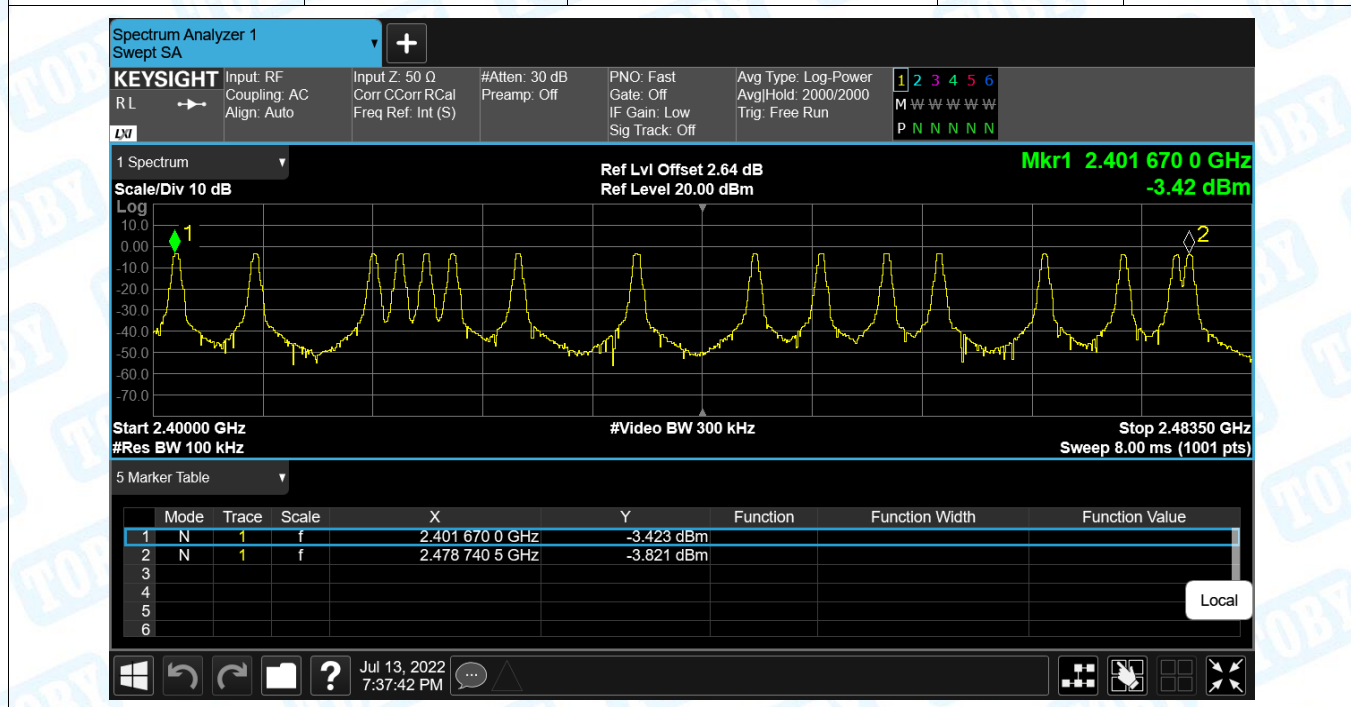 Spectrum Analyzer 1
Swept SA
KEYSIGHT
R L
LXI
Input: RF
Coupling: AC
Align: Auto
Input Z: 50 Ω
Corr CCorr RCal
Freq Ref: Int (S)
#Atten: 30 dB
Preamp: Off
PNO: Fast
Gate: Off
IF Gain: Low
Sig Track: Off
Avg Type: Log-Power
Avg|Hold: 2000/2000
Trig: Free Run
1 2 3 4 5 6
M W W W W W
P N N N N N
1 Spectrum
Scale/Div 10 dB
Ref Lvl Offset 2.64 dB
Ref Level 20.00 dBm
Mkr1 2.401 670 0 GHz
-3.42 dBm
Log
10.0
0.00
-10.0
-20.0
-30.0
-40.0
-50.0
-60.0
-70.0
1
2
Start 2.40000 GHz
#Res BW 100 kHz
#Video BW 300 kHz
Stop 2.48350 GHz
Sweep 8.00 ms (1001 pts)
5 Marker Table
Mode Trace Scale X Y Function Function Width Function Value
1 N 1 f 2.401 670 0 GHz -3.423 dBm
2 N 1 f 2.478 740 5 GHz -3.821 dBm
3
4
5
6
Local
?
Jul 13, 2022
7:37:42 PM
TOBY